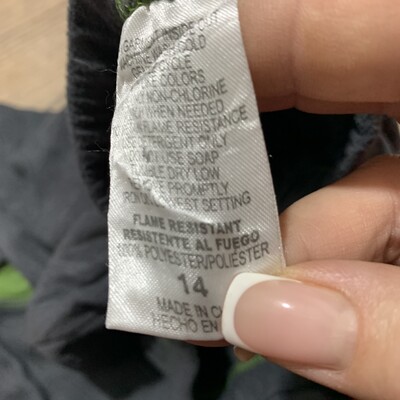 GARMENT INSIDE OUT
MACHINE WASH COLD
CYCLE
COLORS
NON-CHLORINE
WHEN NEEDED
FLAME RESISTANCE
USE DETERGENT ONLY
DO NOT USE SOAP
TUMBLE DRY LOW
REMOVE PROMPTLY
IRON ON LOWEST SETTING
FLAME RESISTANT
RESISTENTE AL FUEGO
100% POLYESTER/POLIÉSTER
14
MADE IN
HECHO EN